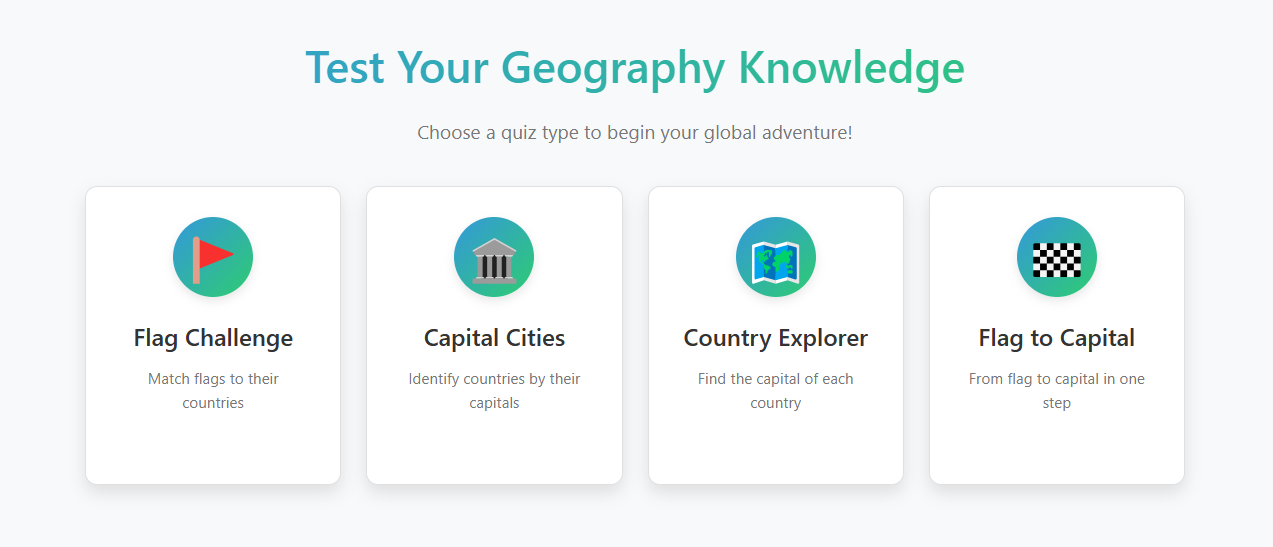 Test Your Geography Knowledge
Choose a quiz type to begin your global adventure!
Flag Challenge
Match flags to their
countries
Capital Cities
Identify countries by their
capitals
Country Explorer
Find the capital of each
country
Flag to Capital
From flag to capital in one
step